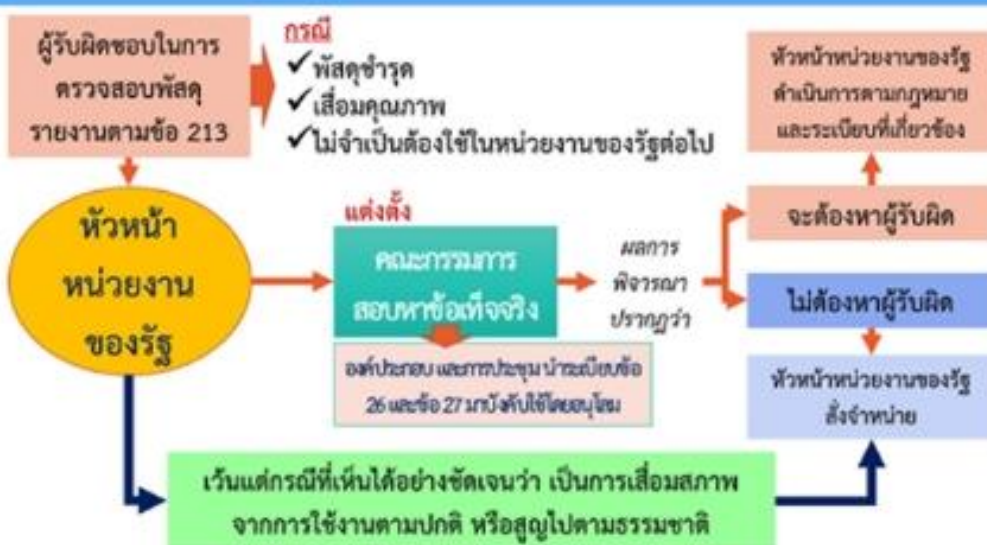 ผู้รับผิดชอบในการ
ตรวจสอบพัสดุ
รายงานตามข้อ 213
กรณี
✓พัสดุชำรุด
✓เสื่อมคุณภาพ
✓ไม่จำเป็นต้องใช้ในหน่วยงานของรัฐต่อไป
หัวหน้าหน่วยงานของรัฐ
ดำเนินการตามกฎหมาย
และระเบียบที่เกี่ยวข้อง
หัวหน้า
หน่วยงาน
ของรัฐ
แต่งตั้ง
คณะกรรมการ
สอบหาข้อเท็จจริง
องค์ประกอบ และการประชุม นำระเบียบข้อ
26 และข้อ 27 มาบังคับใช้โดยอนุโลม
ผลการ
พิจารณา
ปรากฏว่า
จะต้องหาผู้รับผิด
ไม่ต้องหาผู้รับผิด
หัวหน้าหน่วยงานของรัฐ
สั่งจำหน่าย
เว้นแต่กรณีที่เห็นได้อย่างชัดเจนว่า เป็นการเสื่อมสภาพ
จากการใช้งานตามปกติ หรือสูญไปตามธรรมชาติ